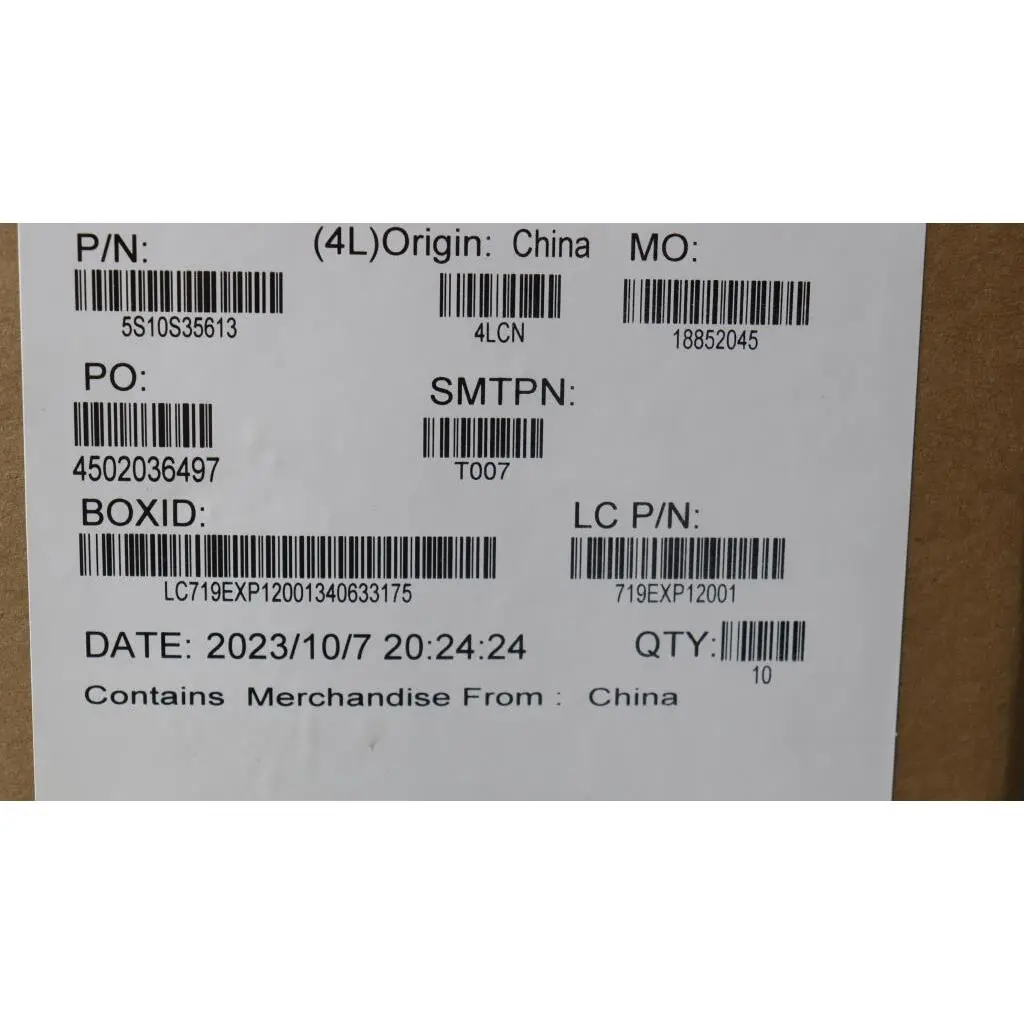 P/N: (4L)Origin: China MO:
5S10S35613 4LCN 18852045
PO: SMTPN:
4502036497 T007
BOXID: LC P/N:
LC719EXP12001340633175 719EXP12001
DATE: 2023/10/7 20:24:24 QTY:
10
Contains Merchandise From : China